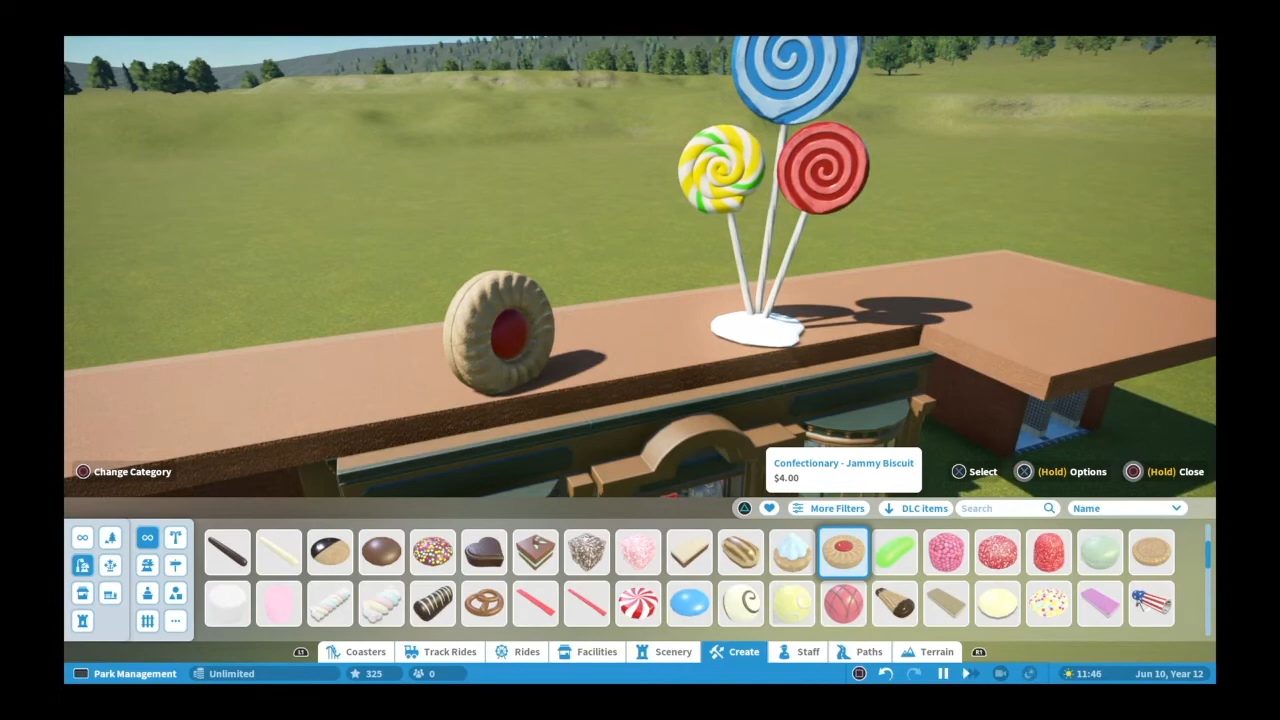 Change Category
Confectionary - Jammy Biscuit
$4.00
Select
(Hold) Options
(Hold) Close
More Filters
DLC items
Search
Name
L1
Coasters
Track Rides
Rides
Facilities
Scenery
Create
Staff
Paths
Terrain
R1
Park Management
Unlimited
325
0
11:46
Jun 10, Year 12